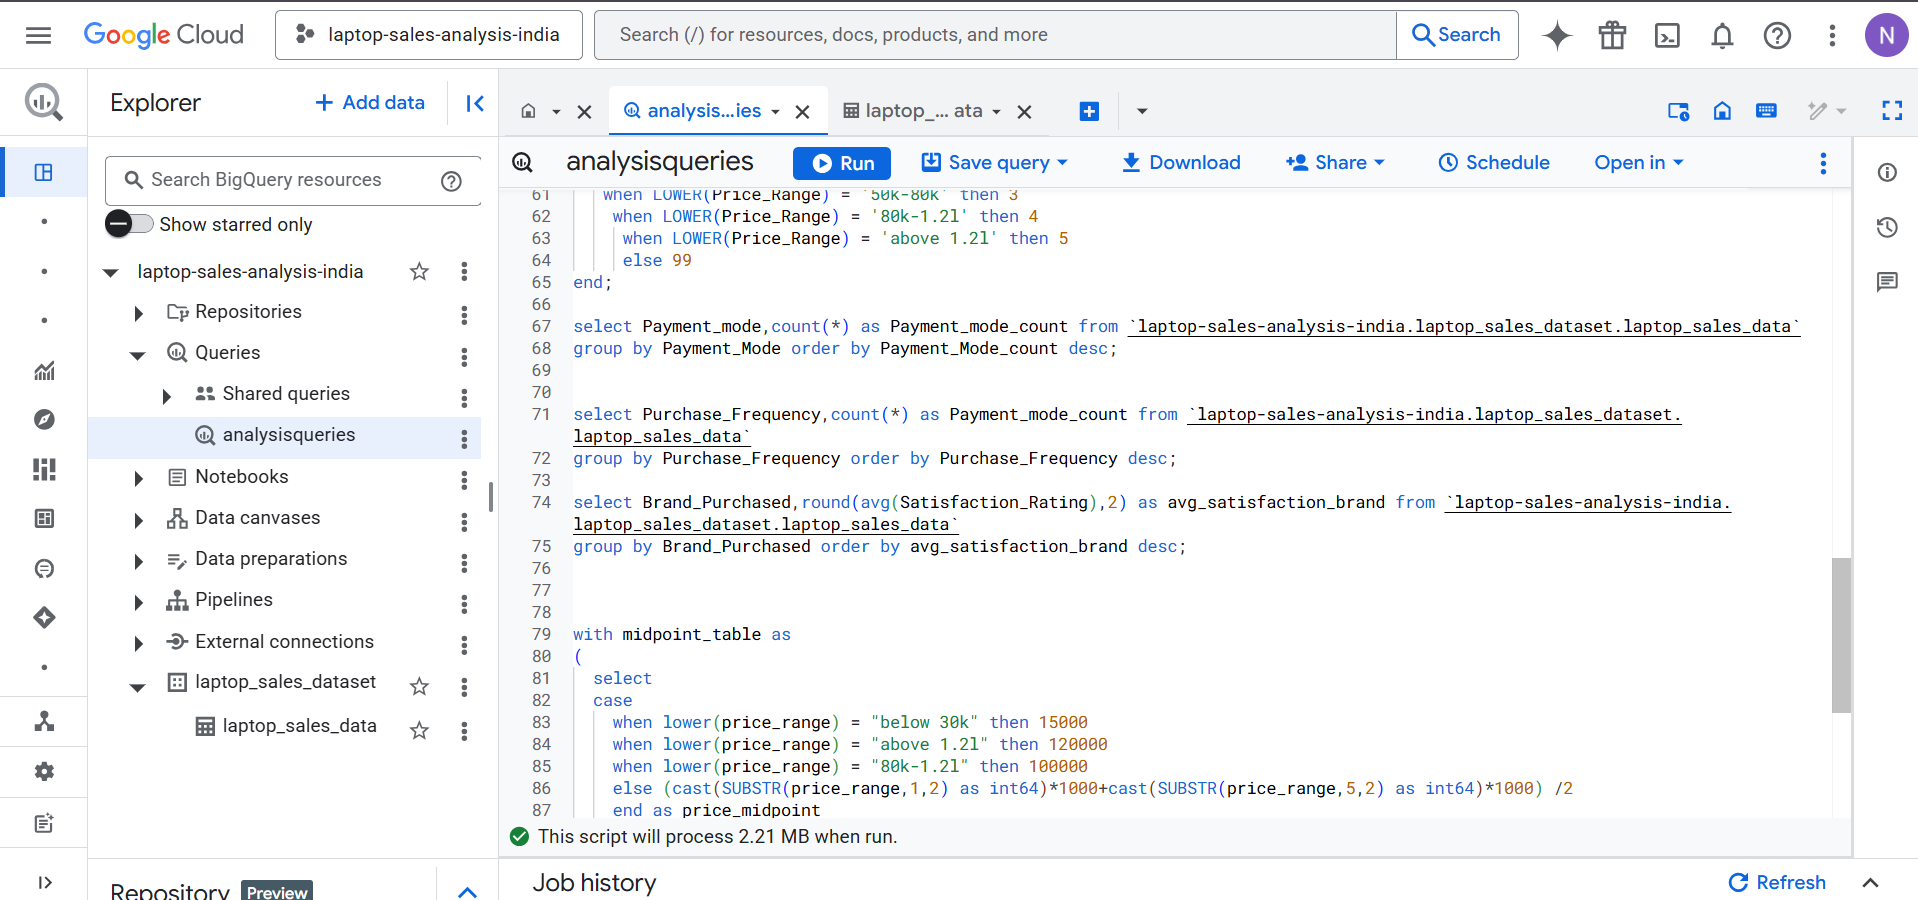 Google Cloud
laptop-sales-analysis-india
Search (/) for resources, docs, products, and more
Search
N
Explorer
+ Add data
Search BigQuery resources
Show starred only
laptop-sales-analysis-india
Repositories
Queries
Shared queries
analysisqueries
Notebooks
Data canvases
Data preparations
Pipelines
External connections
laptop_sales_dataset
laptop_sales_data
Repository Preview
analysis...ies
laptop_... ata
analysisqueries
Run
Save query
Download
Share
Schedule
Open in
61 when LOWER(Price_Range) = '50k-80k' then 3
62 when LOWER(Price_Range) = '80k-1.2l' then 4
63 when LOWER(Price_Range) = 'above 1.2l' then 5
64 else 99
65 end;
66
67 select Payment_mode,count(*) as Payment_mode_count from `laptop-sales-analysis-india.laptop_sales_dataset.laptop_sales_data`
68 group by Payment_Mode order by Payment_Mode_count desc;
69
70
71 select Purchase_Frequency,count(*) as Payment_mode_count from `laptop-sales-analysis-india.laptop_sales_dataset.
laptop_sales_data`
72 group by Purchase_Frequency order by Purchase_Frequency desc;
73
74 select Brand_Purchased,round(avg(Satisfaction_Rating),2) as avg_satisfaction_brand from `laptop-sales-analysis-india.
laptop_sales_dataset.laptop_sales_data`
75 group by Brand_Purchased order by avg_satisfaction_brand desc;
76
77
78
79 with midpoint_table as
80 (
81 select
82 case
83 when lower(price_range) = "below 30k" then 15000
84 when lower(price_range) = "above 1.2l" then 120000
85 when lower(price_range) = "80k-1.2l" then 100000
86 else (cast(SUBSTR(price_range,1,2) as int64)*1000+cast(SUBSTR(price_range,5,2) as int64)*1000) /2
87 end as price_midpoint
This script will process 2.21 MB when run.
Job history
Refresh